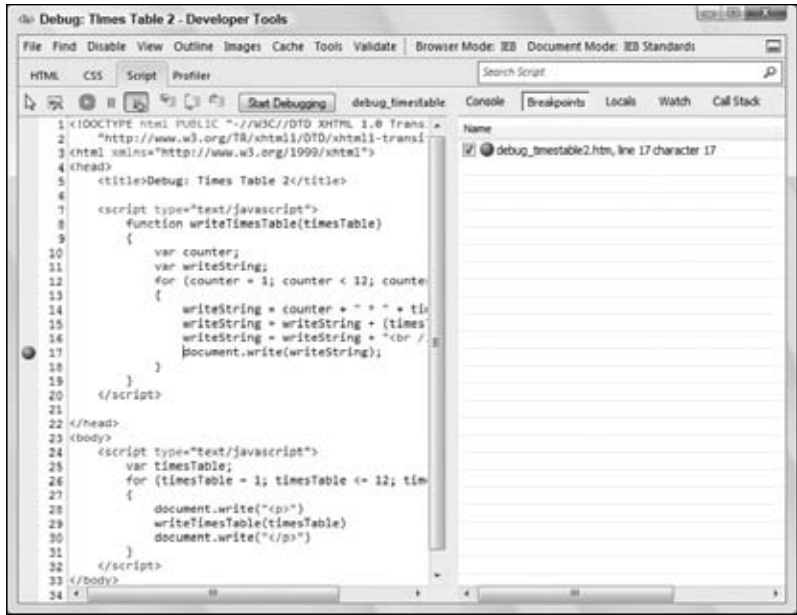 Debug: Times Table 2 - Developer Tools
File Find Disable View Outline Images Cache Tools Validate | Browser Mode: IE8 Document Mode: IE8 Standards
HTML CSS Script Profiler
Search Script
Start Debugging debug_timestable
Console Breakpoints Locals Watch Call Stack
1 <!DOCTYPE html PUBLIC "-//W3C//DTD XHTML 1.0 Trans
2 "http://www.w3.org/TR/xhtml1/DTD/xhtml1-transi
3 <html xmlns="http://www.w3.org/1999/xhtml">
4 <head>
5 <title>Debug: Times Table 2</title>
6
7 <script type="text/javascript">
8 function writeTimesTable(timesTable)
9 {
10 var counter;
11 var writeString;
12 for (counter = 1; counter < 12; counte
13 {
14 writeString = counter + " * " + ti
15 writeString = writeString + (times
16 writeString = writeString + "<br /
17 document.write(writeString);
18 }
19 }
20 </script>
21
22 </head>
23 <body>
24 <script type="text/javascript">
25 var timesTable;
26 for (timesTable = 1; timesTable <= 12; tim
27 {
28 document.write("<p>")
29 writeTimesTable(timesTable)
30 document.write("</p>")
31 }
32 </script>
33 </body>
34
Name
debug_timestable2.htm, line 17 character 17